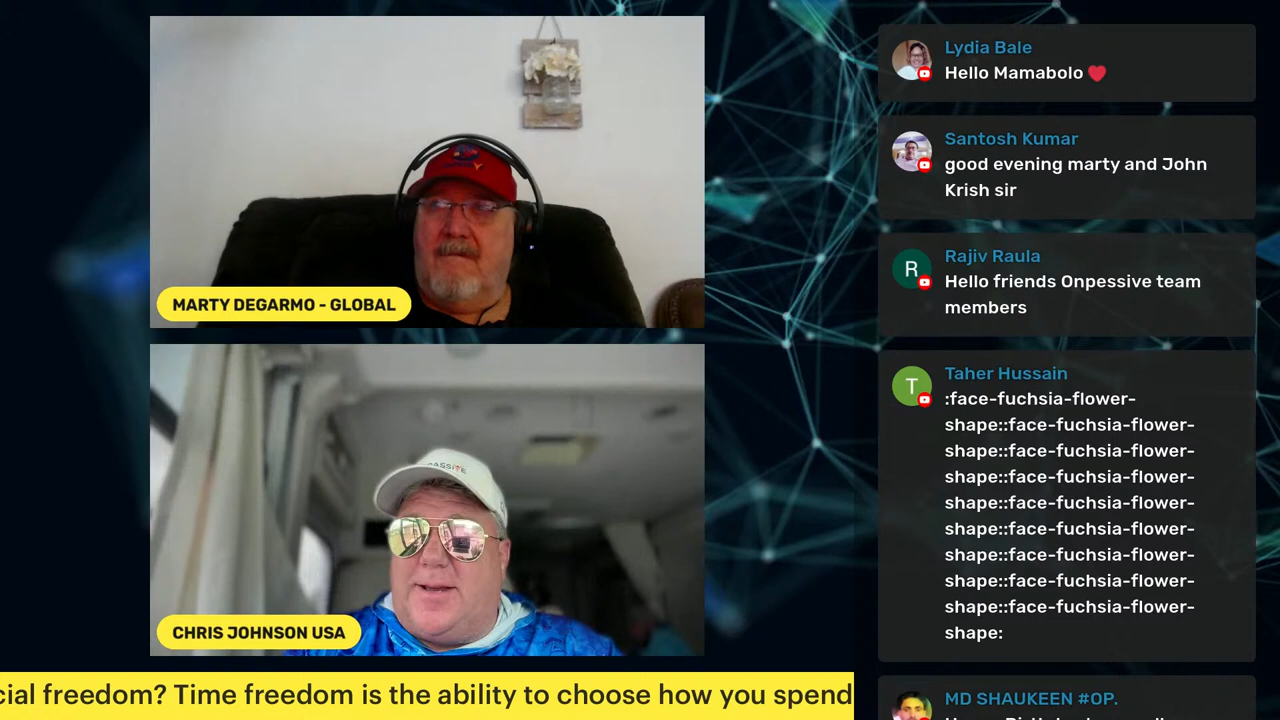 MARTY DEGARMO - GLOBAL
PASSIVE
CHRIS JOHNSON USA
cial freedom? Time freedom is the ability to choose how you spend
Lydia Bale
Hello Mamabolo ❤️
Santosh Kumar
good evening marty and John
Krish sir
R
Rajiv Raula
Hello friends Onpessive team
members
T
Taher Hussain
:face-fuchsia-flower-
shape::face-fuchsia-flower-
shape::face-fuchsia-flower-
shape::face-fuchsia-flower-
shape::face-fuchsia-flower-
shape::face-fuchsia-flower-
shape::face-fuchsia-flower-
shape::face-fuchsia-flower-
shape::face-fuchsia-flower-
shape:
MD SHAUKEEN #OP.